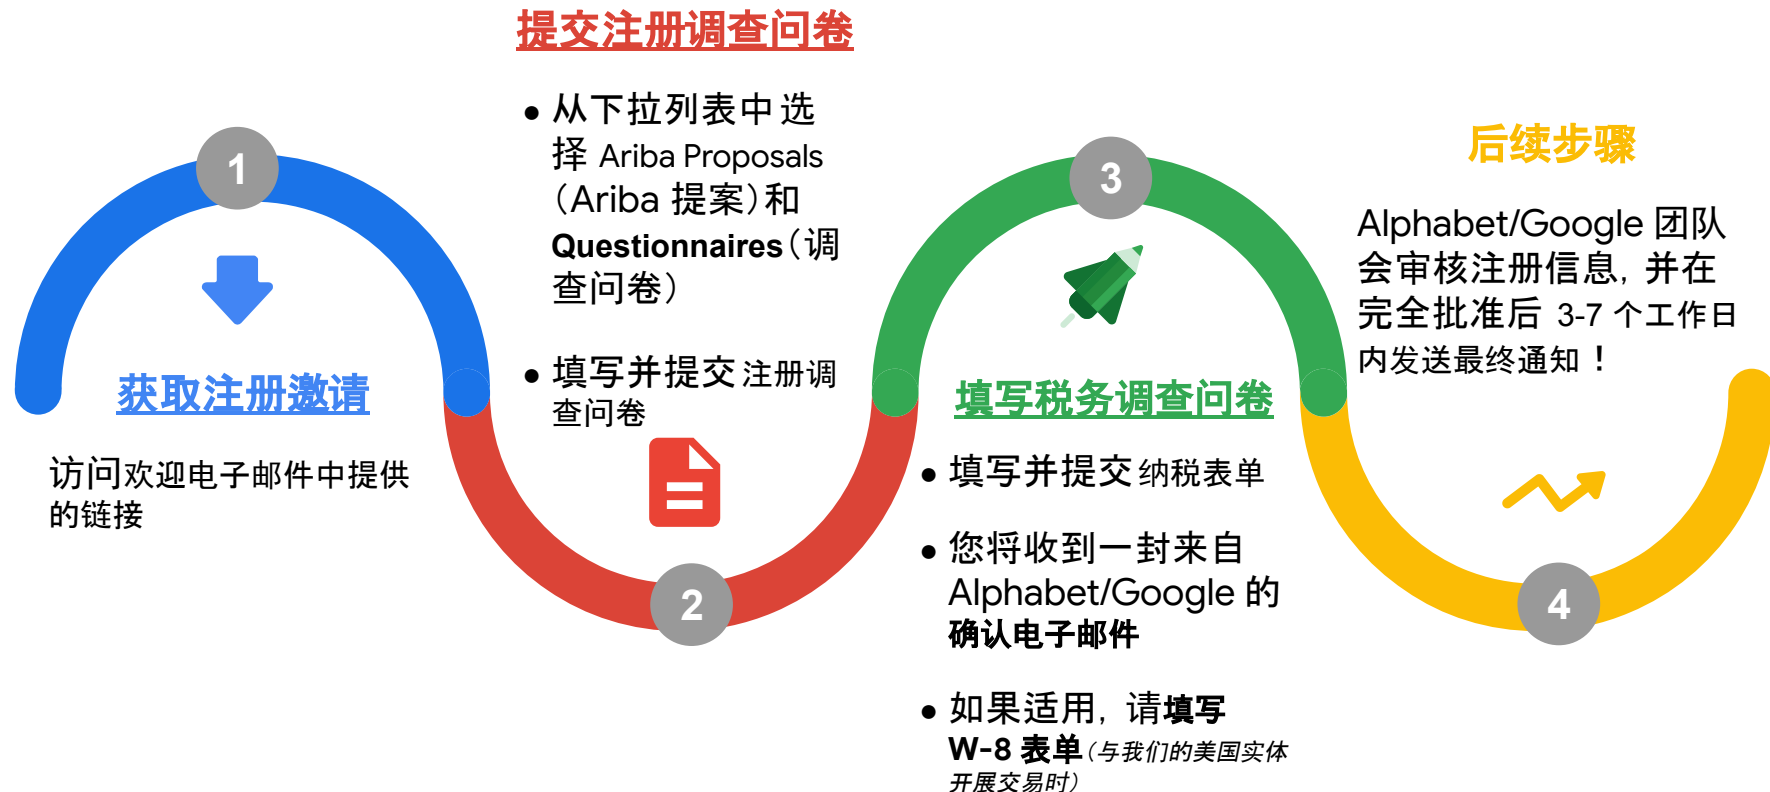 1
获取注册邀请
访问欢迎电子邮件中提供
的链接
提交注册调查问卷
● 从下拉列表中 选
择 Ariba Proposals
（Ariba 提案）和
Questionnaires（调
查问卷）
● 填写并提交 注册调
查问卷
2
3
填写税务调查问卷
● 填写并提交 纳税表单
● 您将收到一封来自
Alphabet/Google 的
确认电子邮件
● 如果适用，请填写
W-8 表单（与我们的美国实体
开展交易时）
后续步骤
Alphabet/Google 团队
会审核注册信息，并在
完全批准后 3-7 个工作日
内发送最终通知！
4